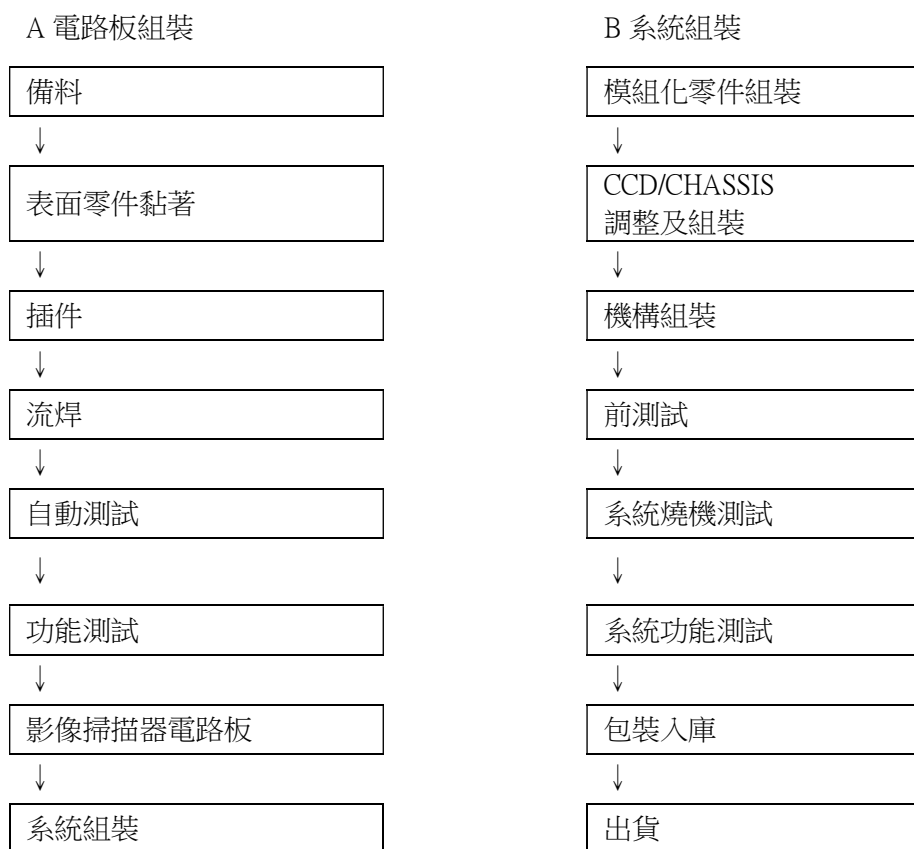 A 電路板組裝
備料
↓
表面零件黏著
↓
插件
↓
流焊
↓
自動測試
↓
功能測試
↓
影像掃描器電路板
↓
系統組裝
B 系統組裝
模組化零件組裝
↓
CCD/CHASSIS
調整及組裝
↓
機構組裝
↓
前測試
↓
系統燒機測試
↓
系統功能測試
↓
包裝入庫
↓
出貨